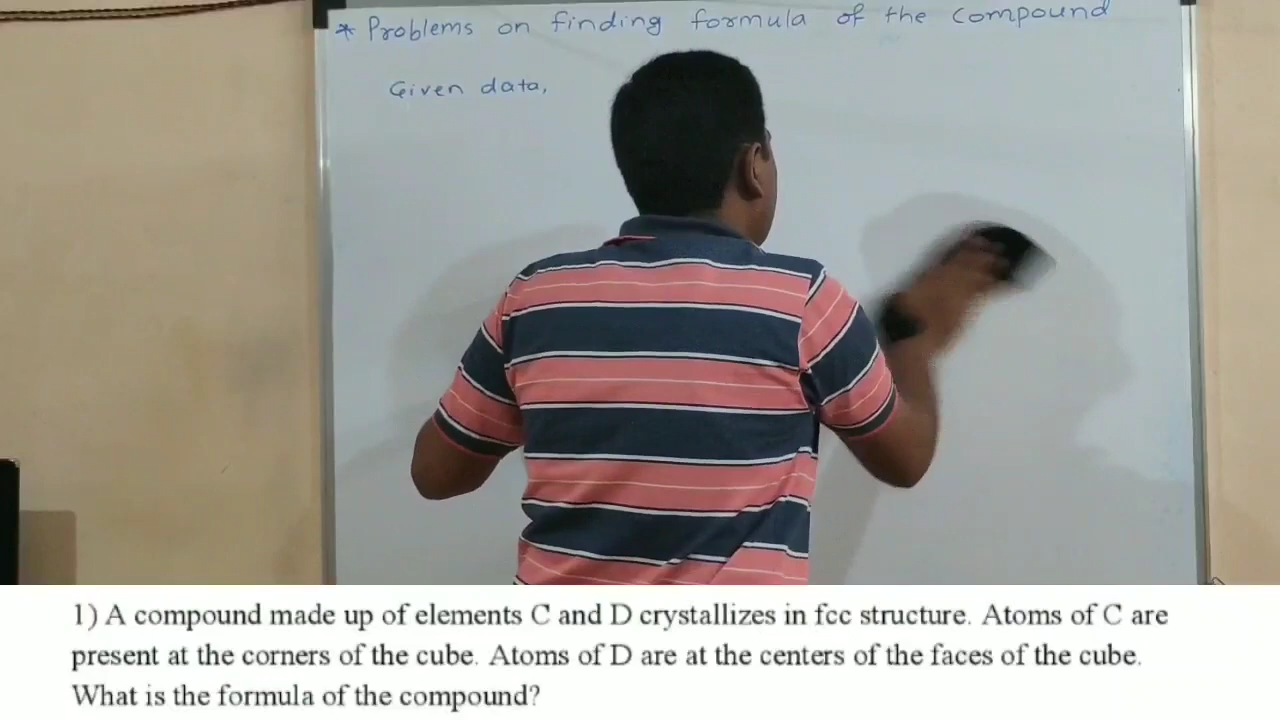 * Problems on finding formula of the compound
Given data,
1) A compound made up of elements C and D crystallizes in fcc structure. Atoms of C are
present at the corners of the cube. Atoms of D are at the centers of the faces of the cube.
What is the formula of the compound?